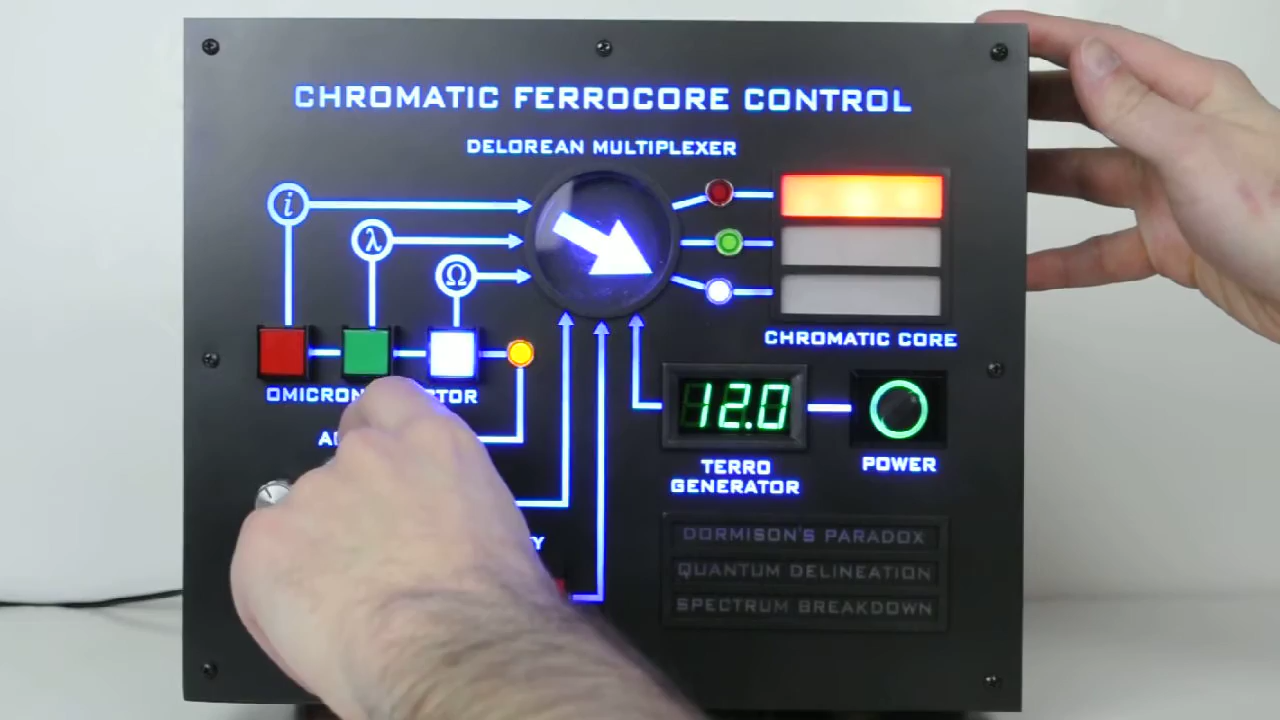 CHROMATIC FERROCORE CONTROL
DELOREAN MULTIPLEXER
i
λ
Ω
CHROMATIC CORE
12.0
TERRO
GENERATOR
POWER
DORMISON'S PARADOX
QUANTUM DELINEATION
SPECTRUM BREAKDOWN